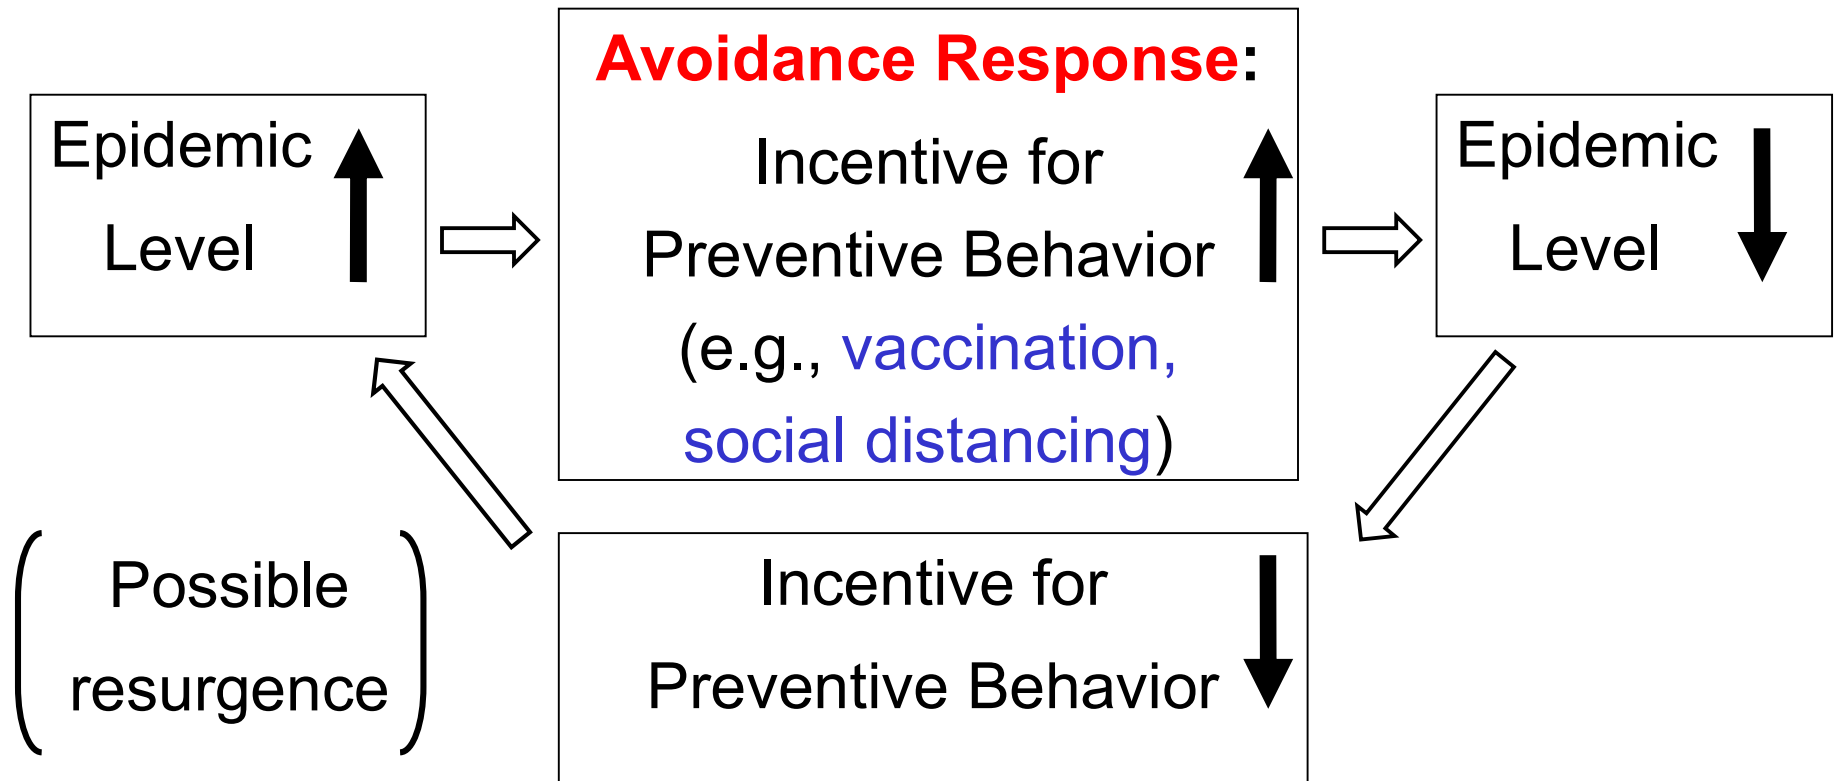 Epidemic
Level
Avoidance Response:
Incentive for
Preventive Behavior
(e.g., vaccination,
social distancing)
Epidemic
Level
Possible
resurgence
Incentive for
Preventive Behavior